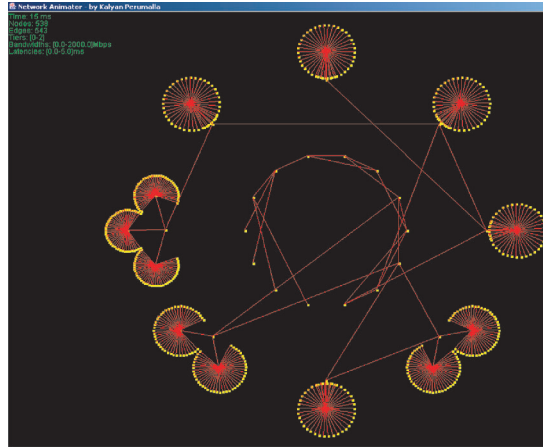 Network Animator - by Kalyan Perumalla
Time: 15 ms
Nodes: 539
Edges: 543
Tiers: [0-2]
Bandwidths: [0.0-2000.0]Mbps
Latencies: [0.0-5.0]ms